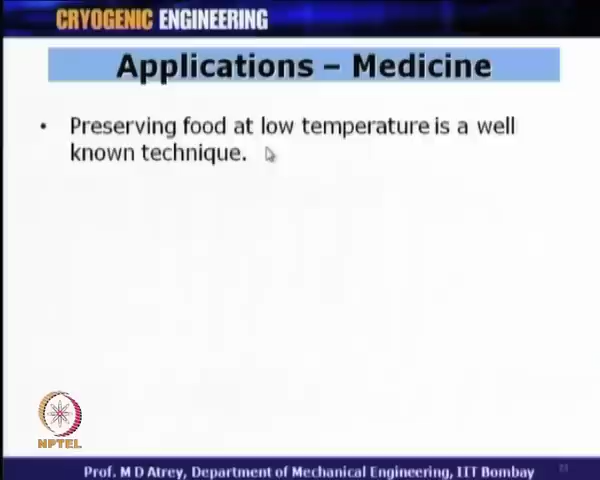 CRYOGENIC ENGINEERING
Applications – Medicine
• Preserving food at low temperature is a well
known technique.
NPTEL
Prof. M D Atrey, Department of Mechanical Engineering, IIT Bombay